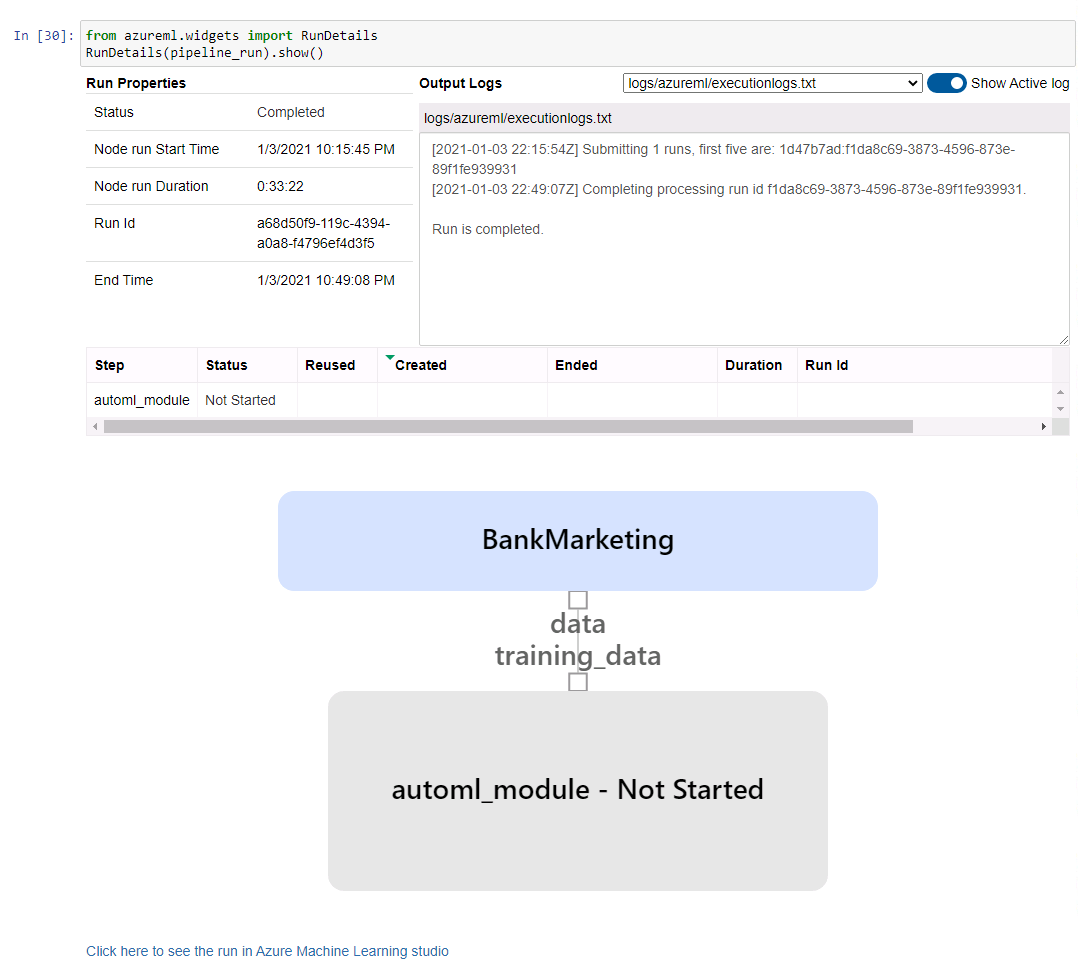 In [30]:
from azureml.widgets import RunDetails
RunDetails(pipeline_run).show()
Run Properties
Status Completed
Node run Start Time 1/3/2021 10:15:45 PM
Node run Duration 0:33:22
Run Id a68d50f9-119c-4394-
a0a8-f4796ef4d3f5
End Time 1/3/2021 10:49:08 PM
Output Logs logs/azureml/executionlogs.txt Show Active log
logs/azureml/executionlogs.txt
[2021-01-03 22:15:54Z] Submitting 1 runs, first five are: 1d47b7ad:f1da8c69-3873-4596-873e-
89f1fe939931
[2021-01-03 22:49:07Z] Completing processing run id f1da8c69-3873-4596-873e-89f1fe939931.
Run is completed.
Step Status Reused Created Ended Duration Run Id
automl_module Not Started
BankMarketing
data
training_data
automl_module - Not Started
Click here to see the run in Azure Machine Learning studio